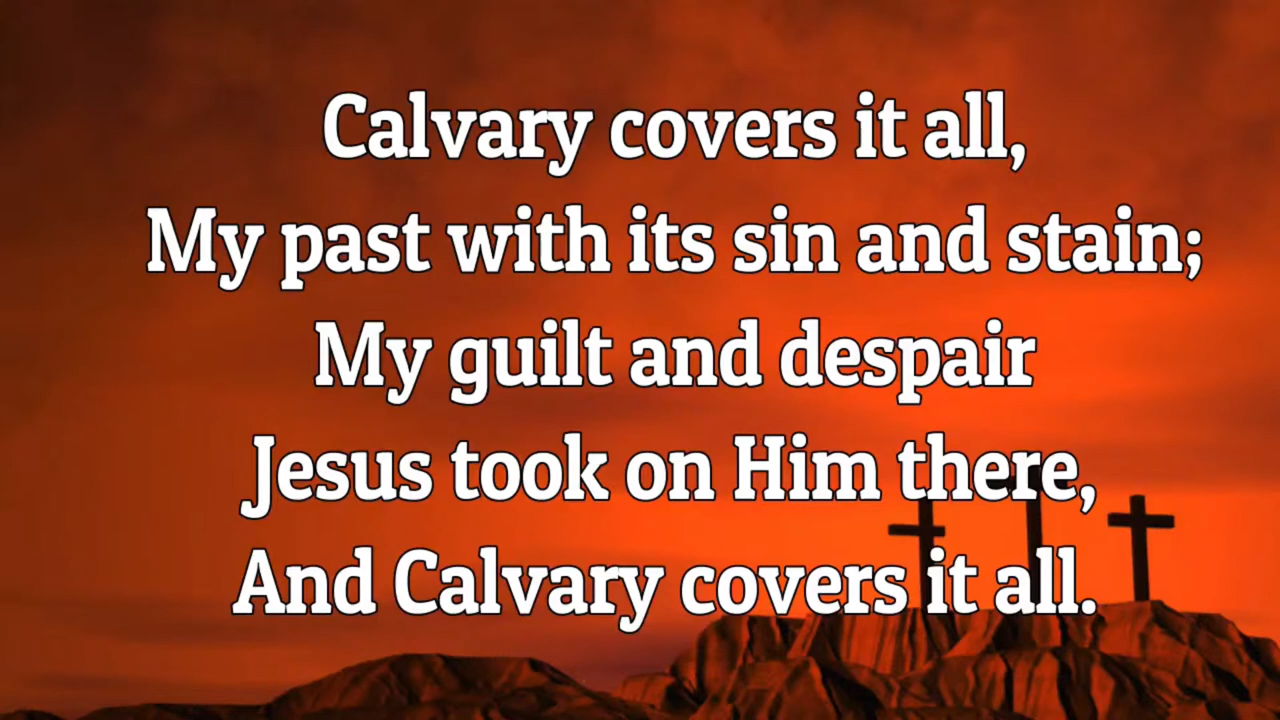 Calvary covers it all,
My past with its sin and stain;
My guilt and despair
Jesus took on Him there,
And Calvary covers it all.